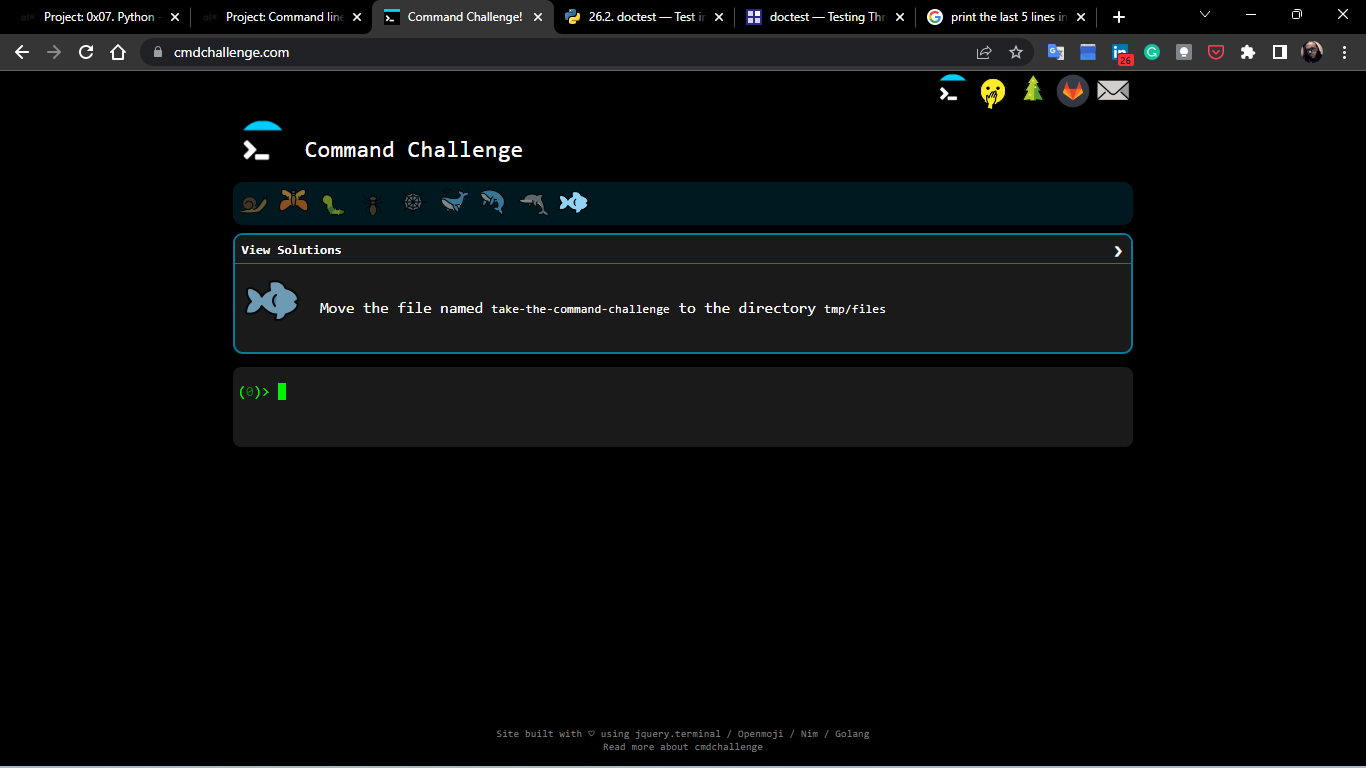 Project: 0x07. Python - Project: Command line Command Challenge! 26.2. doctest — Test in doctest — Testing Thr print the last 5 lines in
cmdchallenge.com
26
Command Challenge
View Solutions
Move the file named take-the-command-challenge to the directory tmp/files
(0)>
Site built with ♡ using jquery.terminal / Openmoji / Nim / Golang
Read more about cmdchallenge